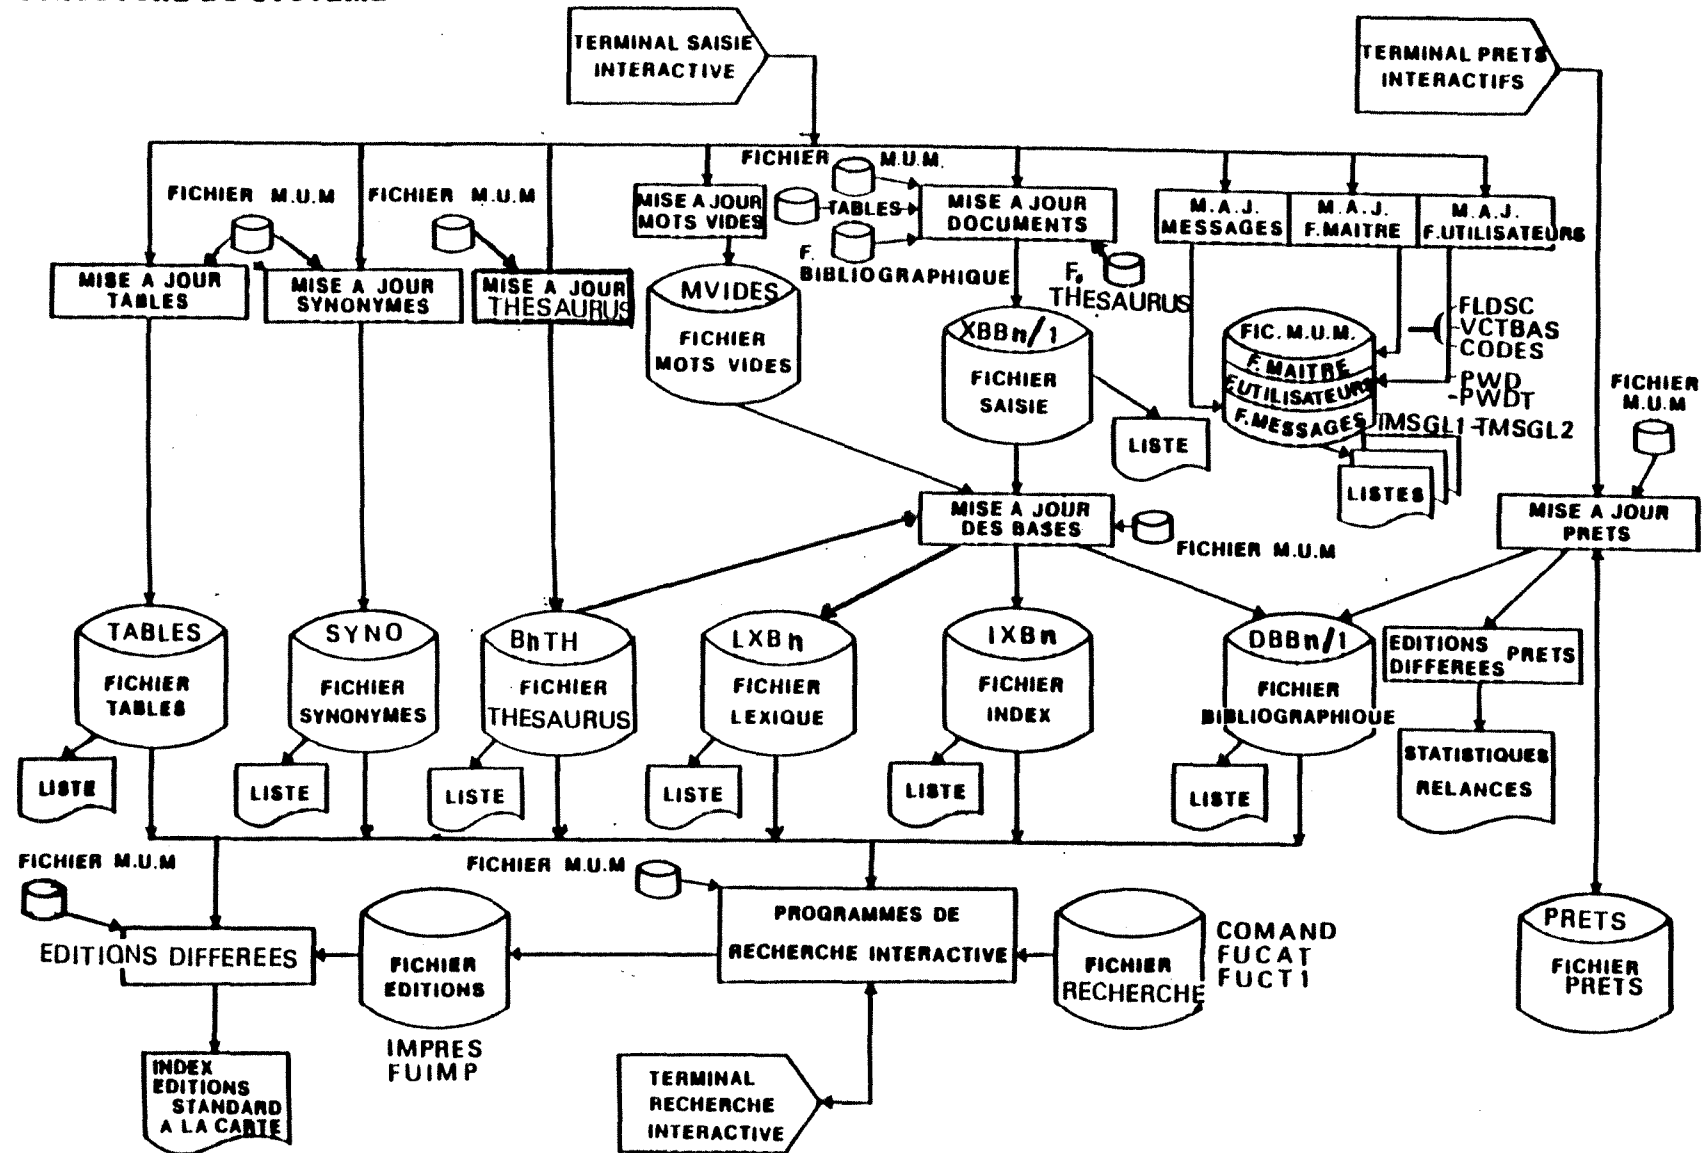 TERMINAL SAISIE
INTERACTIVE
TERMINAL PRETS
INTERACTIFS
FICHIER M.U.M
FICHIER M.U.M
FICHIER M.U.M.
TABLES
F.
BIBLIOGRAPHIQUE
F.
THESAURUS
MISE A JOUR
TABLES
MISE A JOUR
SYNONYMES
MISE A JOUR
THESAURUS
MISE A JOUR
MOTS VIDES
MISE A JOUR
DOCUMENTS
M.A.J.
MESSAGES
M.A.J.
F.MAITRE
M.A.J.
F.UTILISATEURS
MVIDES
FICHIER
MOTS VIDES
XBBn/1
FICHIER
SAISIE
LISTE
FIC. M.U.M.
F.MAITRE
F.UTILISATEURS
F.MESSAGES
FLDSC
VCTBAS
CODES
-PWD
-PWDT
TMSGL1-TMSGL2
LISTES
FICHIER
M.U.M
MISE A JOUR
DES BASES
FICHIER M.U.M
MISE A JOUR
PRETS
TABLES
FICHIER
TABLES
SYNO
FICHIER
SYNONYMES
BnTH
FICHIER
THESAURUS
LXBn
FICHIER
LEXIQUE
IXBn
FICHIER
INDEX
DBBn/1
FICHIER
BIBLIOGRAPHIQUE
EDITIONS PRETS
DIFFEREES
STATISTIQUES
RELANCES
LISTE
LISTE
LISTE
LISTE
LISTE
LISTE
FICHIER M.U.M
FICHIER M.U.M
EDITIONS DIFFEREES
FICHIER
EDITIONS
IMPRES
FUIMP
PROGRAMMES DE
RECHERCHE INTERACTIVE
FICHIER
RECHERCHE
COMAND
FUCAT
FUCT1
PRETS
FICHIER
PRETS
INDEX
EDITIONS
STANDARD
A LA CARTE
TERMINAL
RECHERCHE
INTERACTIVE